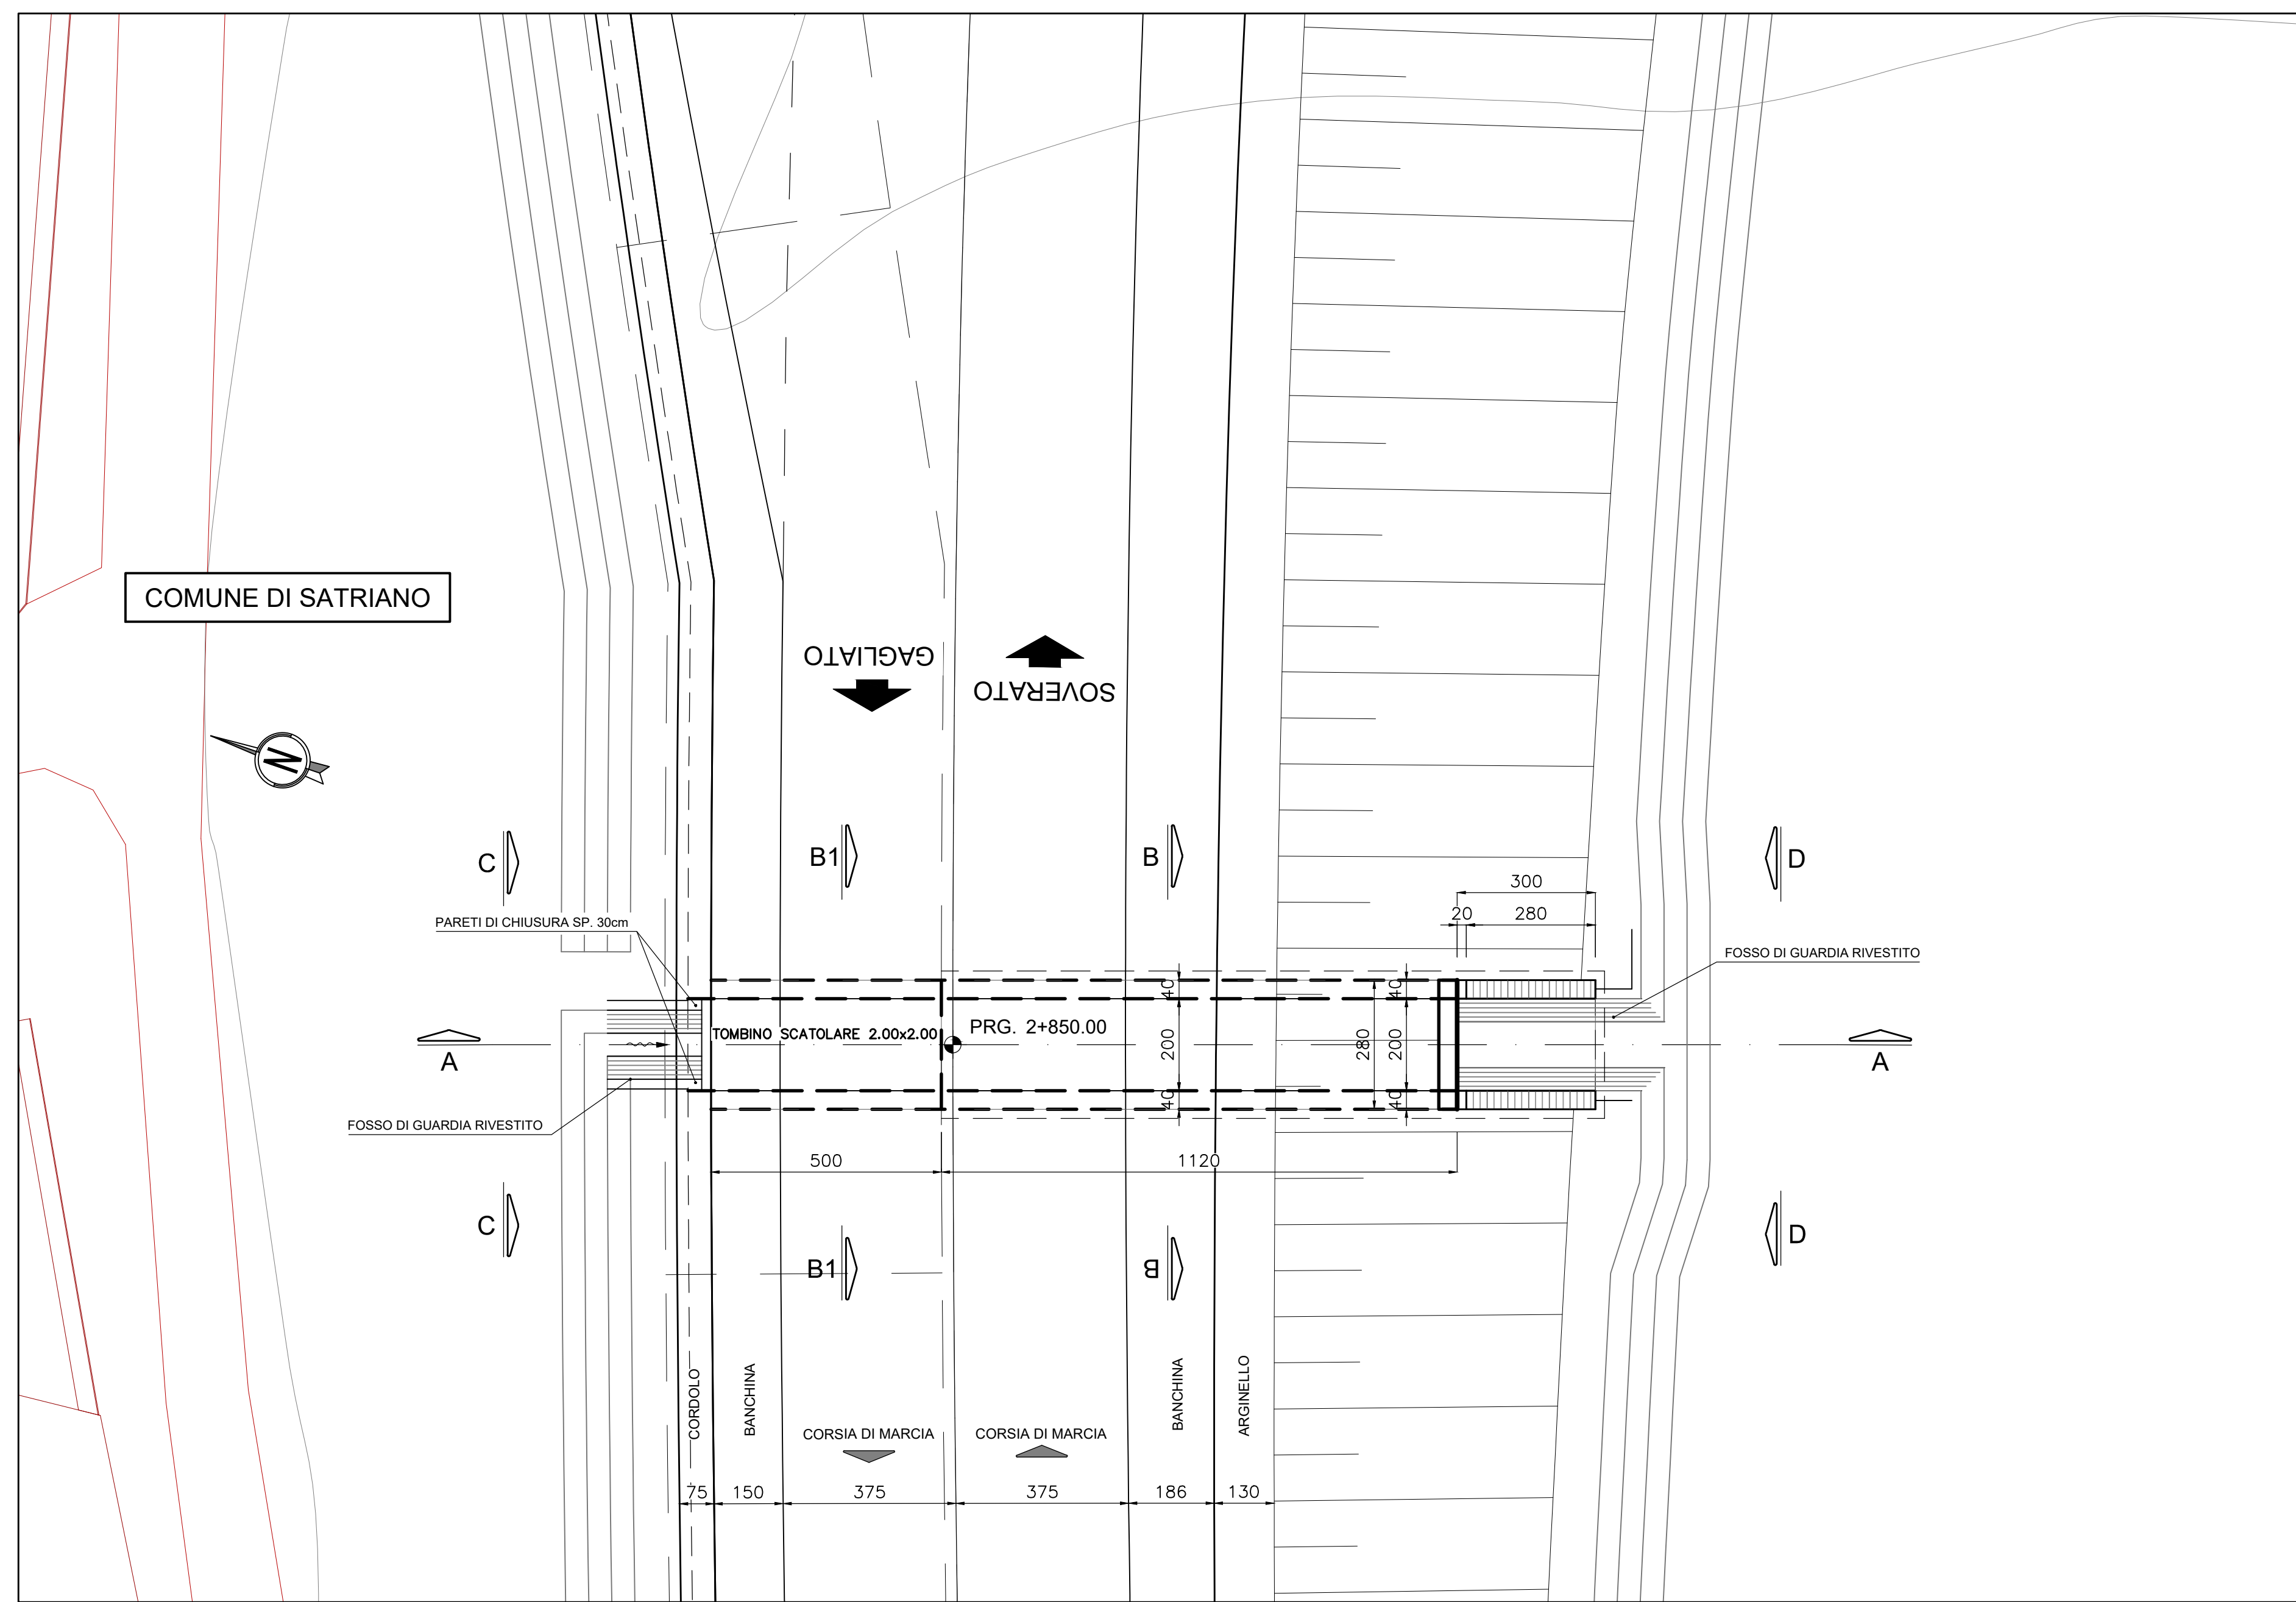 COMUNE DI SATRIANO
GAGLIATO
SOVERATO
N
C
B1
B
D
300
20
280
PARETI DI CHIUSURA SP. 30cm
FOSSO DI GUARDIA RIVESTITO
40
40
TOMBINO SCATOLARE 2.00x2.00
PRG. 2+850.00
200
280
200
A
A
40
40
FOSSO DI GUARDIA RIVESTITO
500
1120
C
B1
B
D
CORDOLO
BANCHINA
BANCHINA
ARGINELLO
CORSIA DI MARCIA
CORSIA DI MARCIA
75
150
375
375
186
130